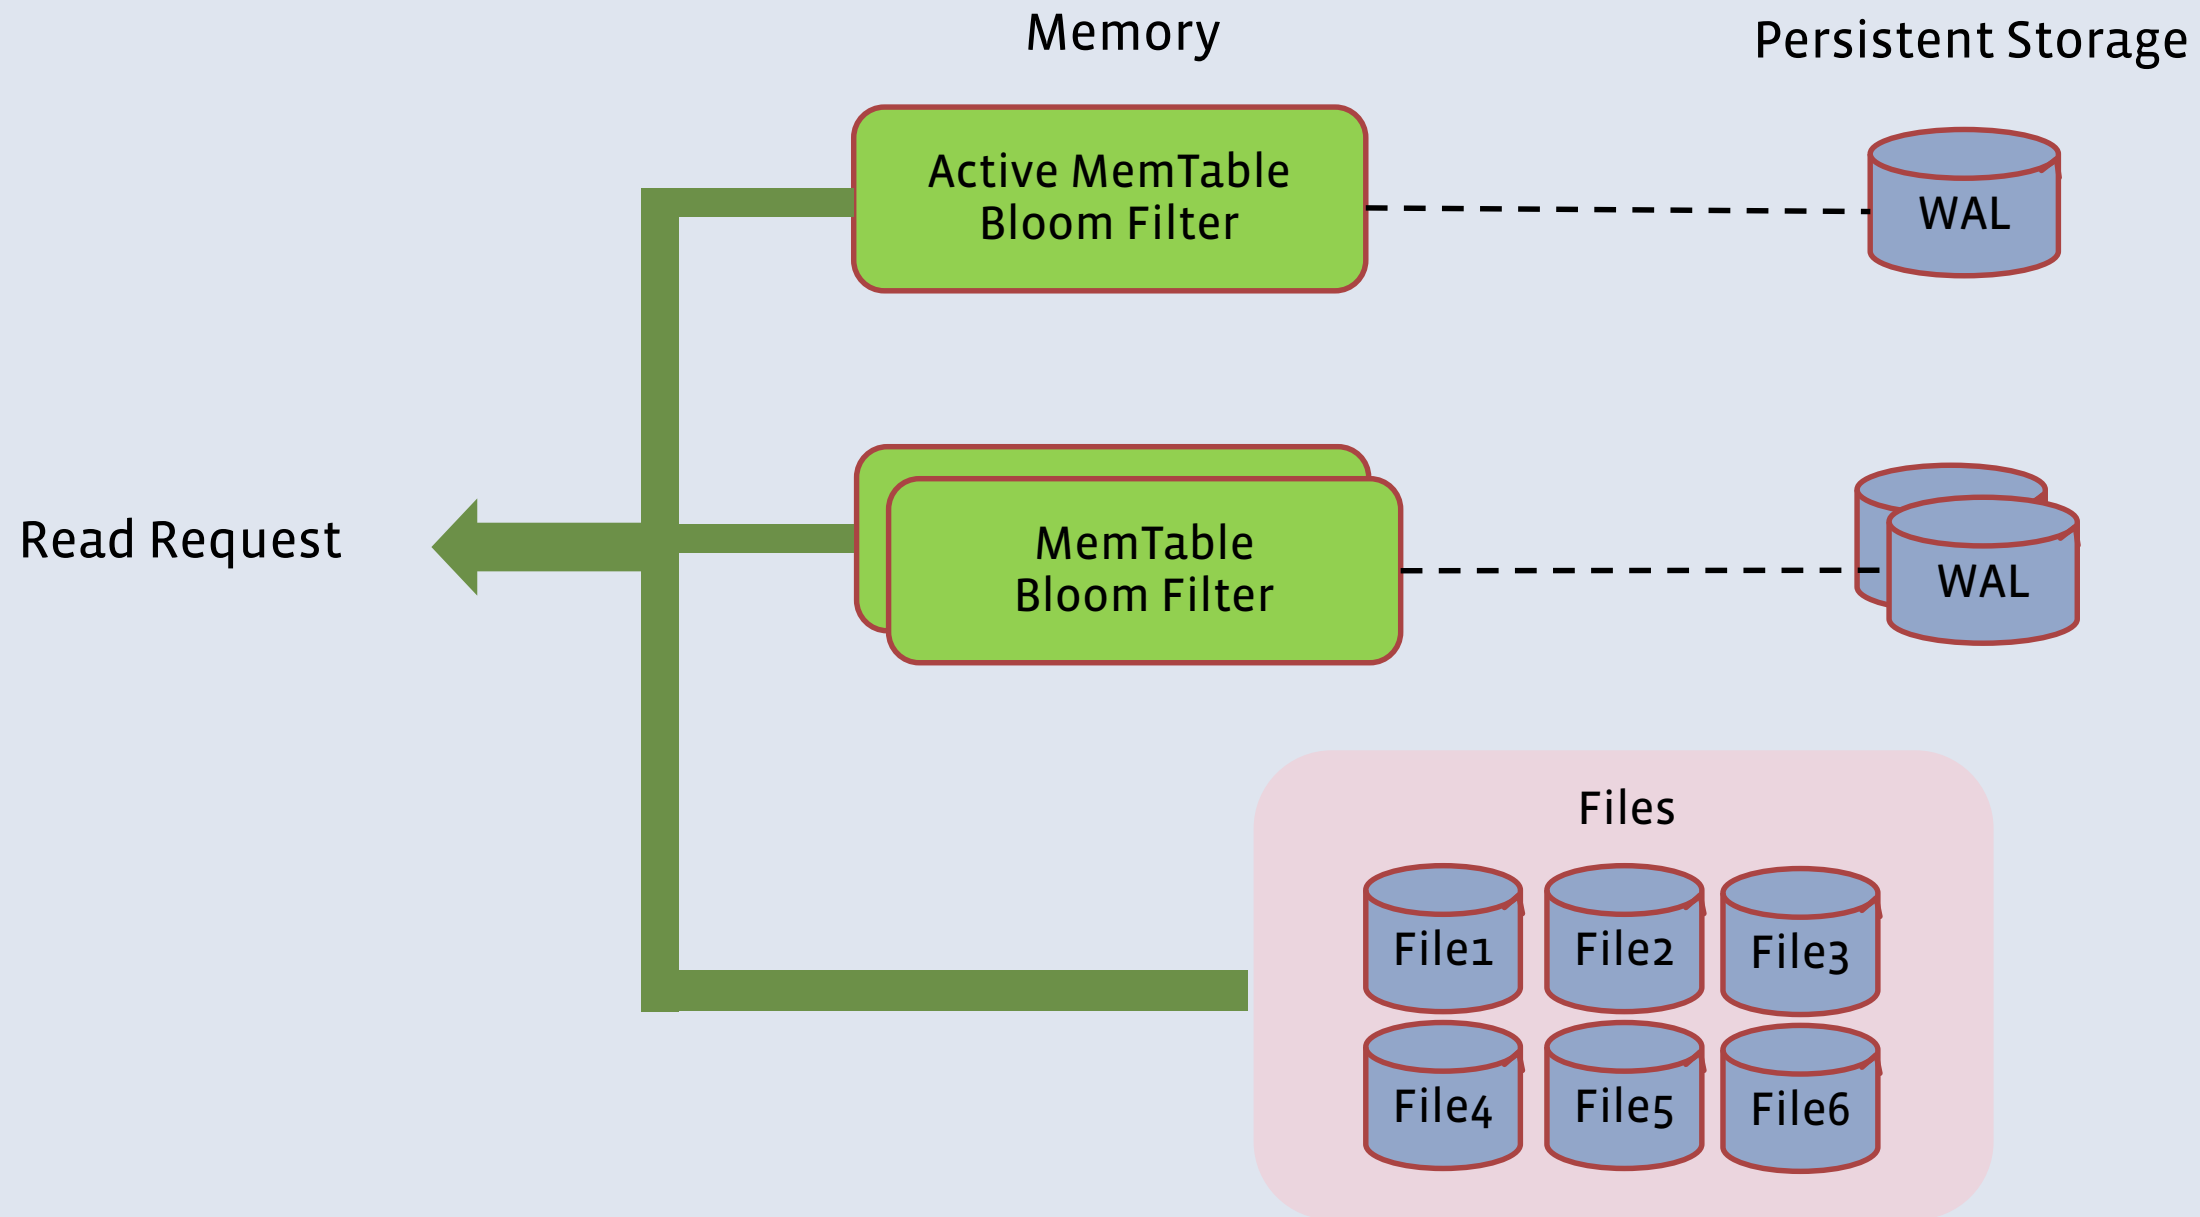 Memory
Persistent Storage
Active MemTable
Bloom Filter
WAL
Read Request
MemTable
Bloom Filter
WAL
Files
File1
File2
File3
File4
File5
File6